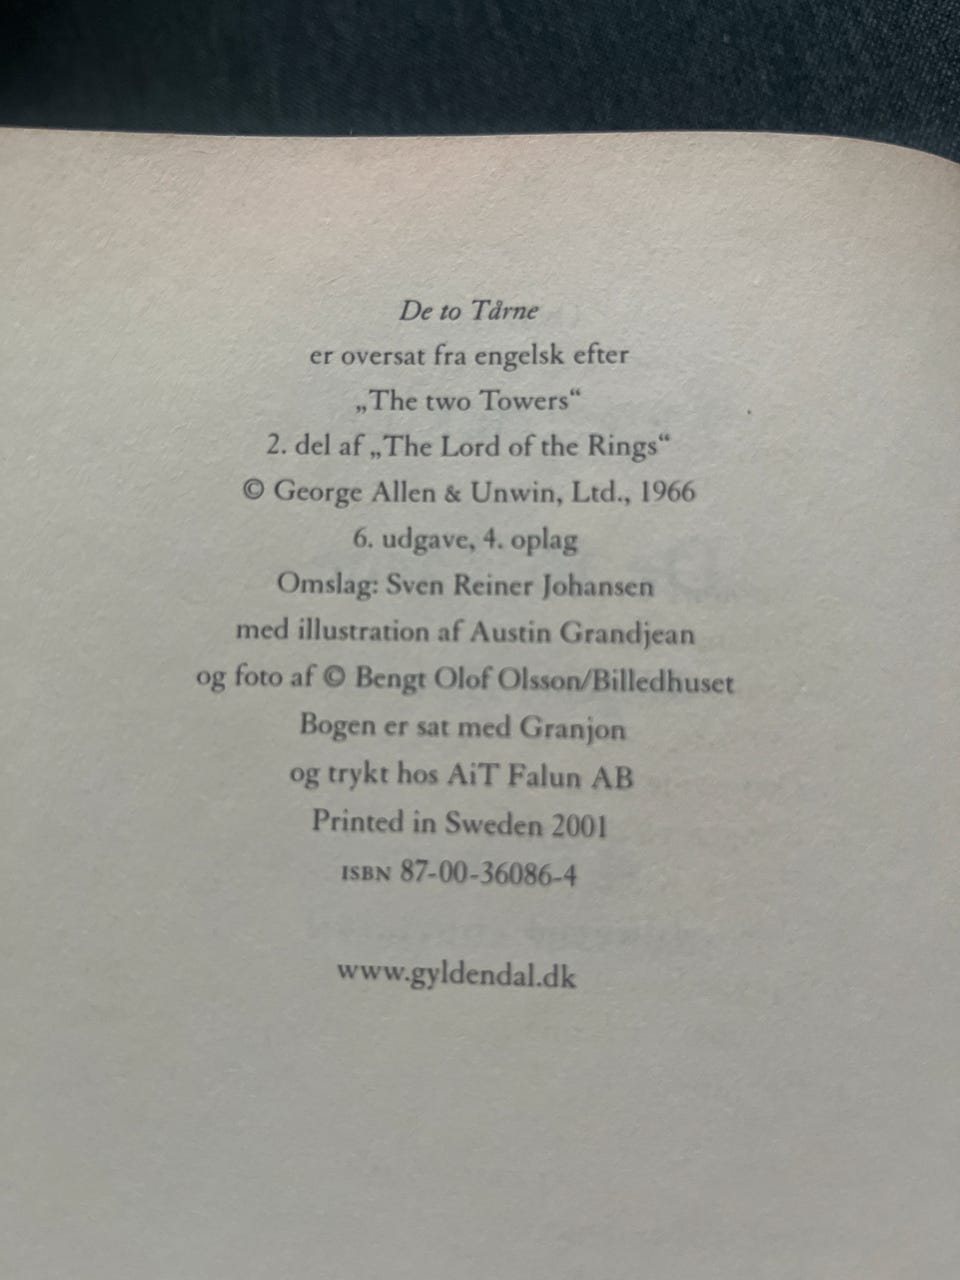 De to Tårne
er oversat fra engelsk efter
„The two Towers“
2. del af „The Lord of the Rings“
© George Allen & Unwin, Ltd., 1966
6. udgave, 4. oplag
Omslag: Sven Reiner Johansen
med illustration af Austin Grandjean
og foto af © Bengt Olof Olsson/Billedhuset
Bogen er sat med Granjon
og trykt hos AiT Falun AB
Printed in Sweden 2001
ISBN 87-00-36086-4
www.gyldendal.dk